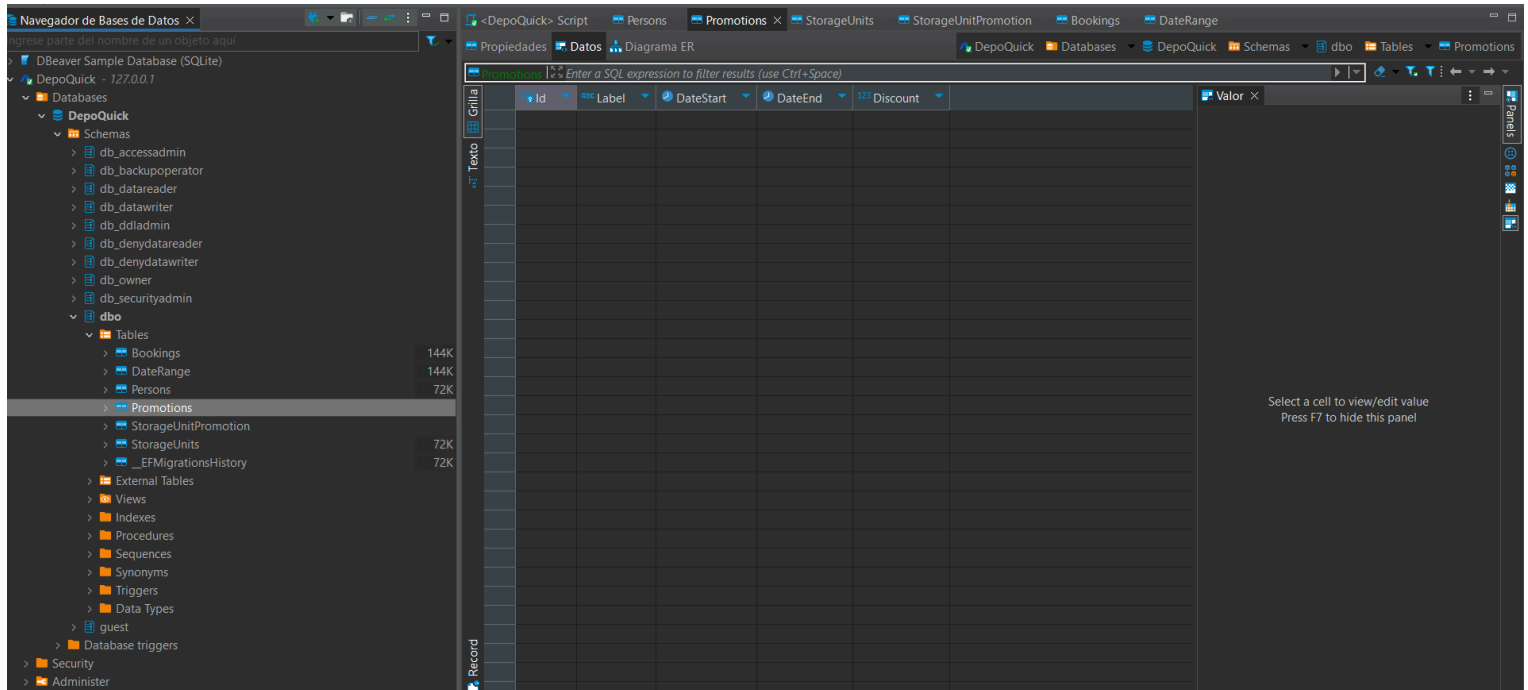 Navegador de Bases de Datos
ingrese parte del nombre de un objeto aquí
DBeaver Sample Database (SQLite)
DepoQuick - 127.0.0.1
Databases
DepoQuick
Schemas
db_accessadmin
db_backupoperator
db_datareader
db_datawriter
db_ddladmin
db_denydatareader
db_denydatawriter
db_owner
db_securityadmin
dbo
Tables
Bookings 144K
DateRange 144K
Persons 72K
Promotions
StorageUnitPromotion
StorageUnits 72K
__EFMigrationsHistory 72K
External Tables
Views
Indexes
Procedures
Sequences
Synonyms
Triggers
Data Types
guest
Database triggers
Security
Administer
<DepoQuick> Script Persons Promotions StorageUnits StorageUnitPromotion Bookings DateRange
Propiedades Datos Diagrama ER DepoQuick Databases DepoQuick Schemas dbo Tables Promotions
Promotions Enter a SQL expression to filter results (use Ctrl+Space)
Id ABC Label DateStart DateEnd 123 Discount
Grilla
Texto
Record
Valor
Select a cell to view/edit value
Press F7 to hide this panel
Panels